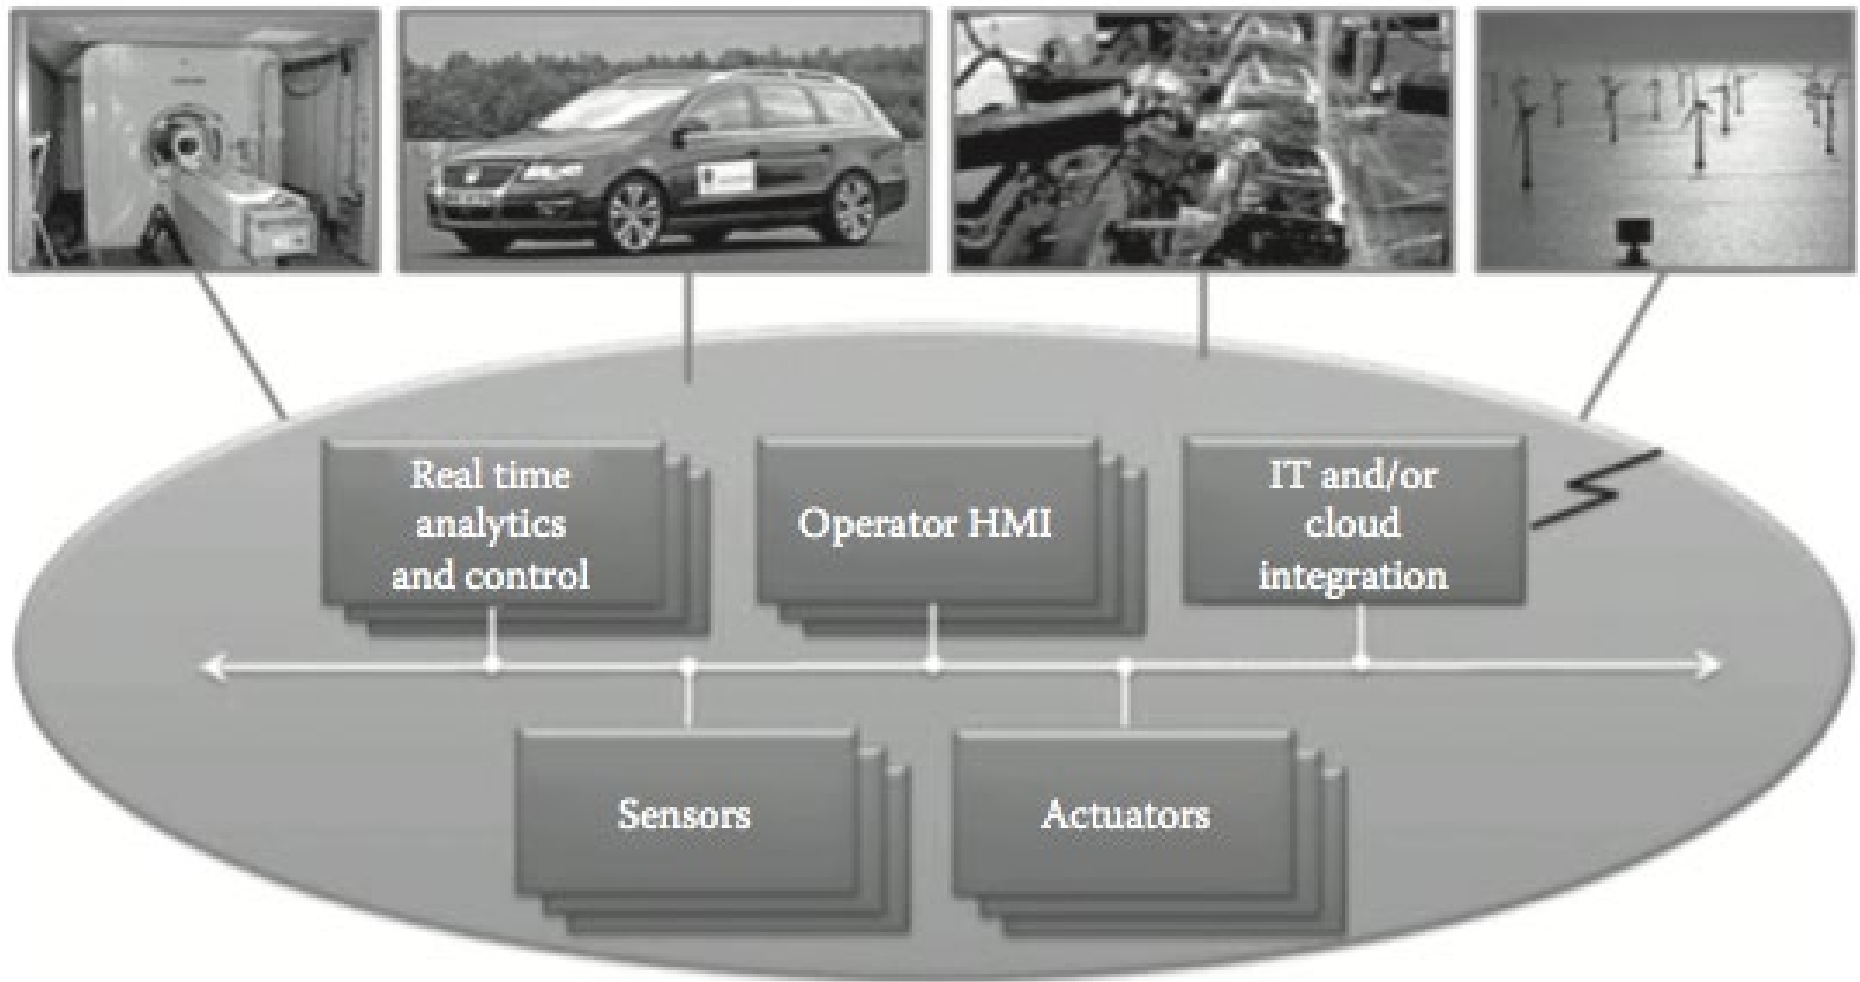 Real time
analytics
and control
Operator HMI
IT and/or
cloud
integration
Sensors
Actuators